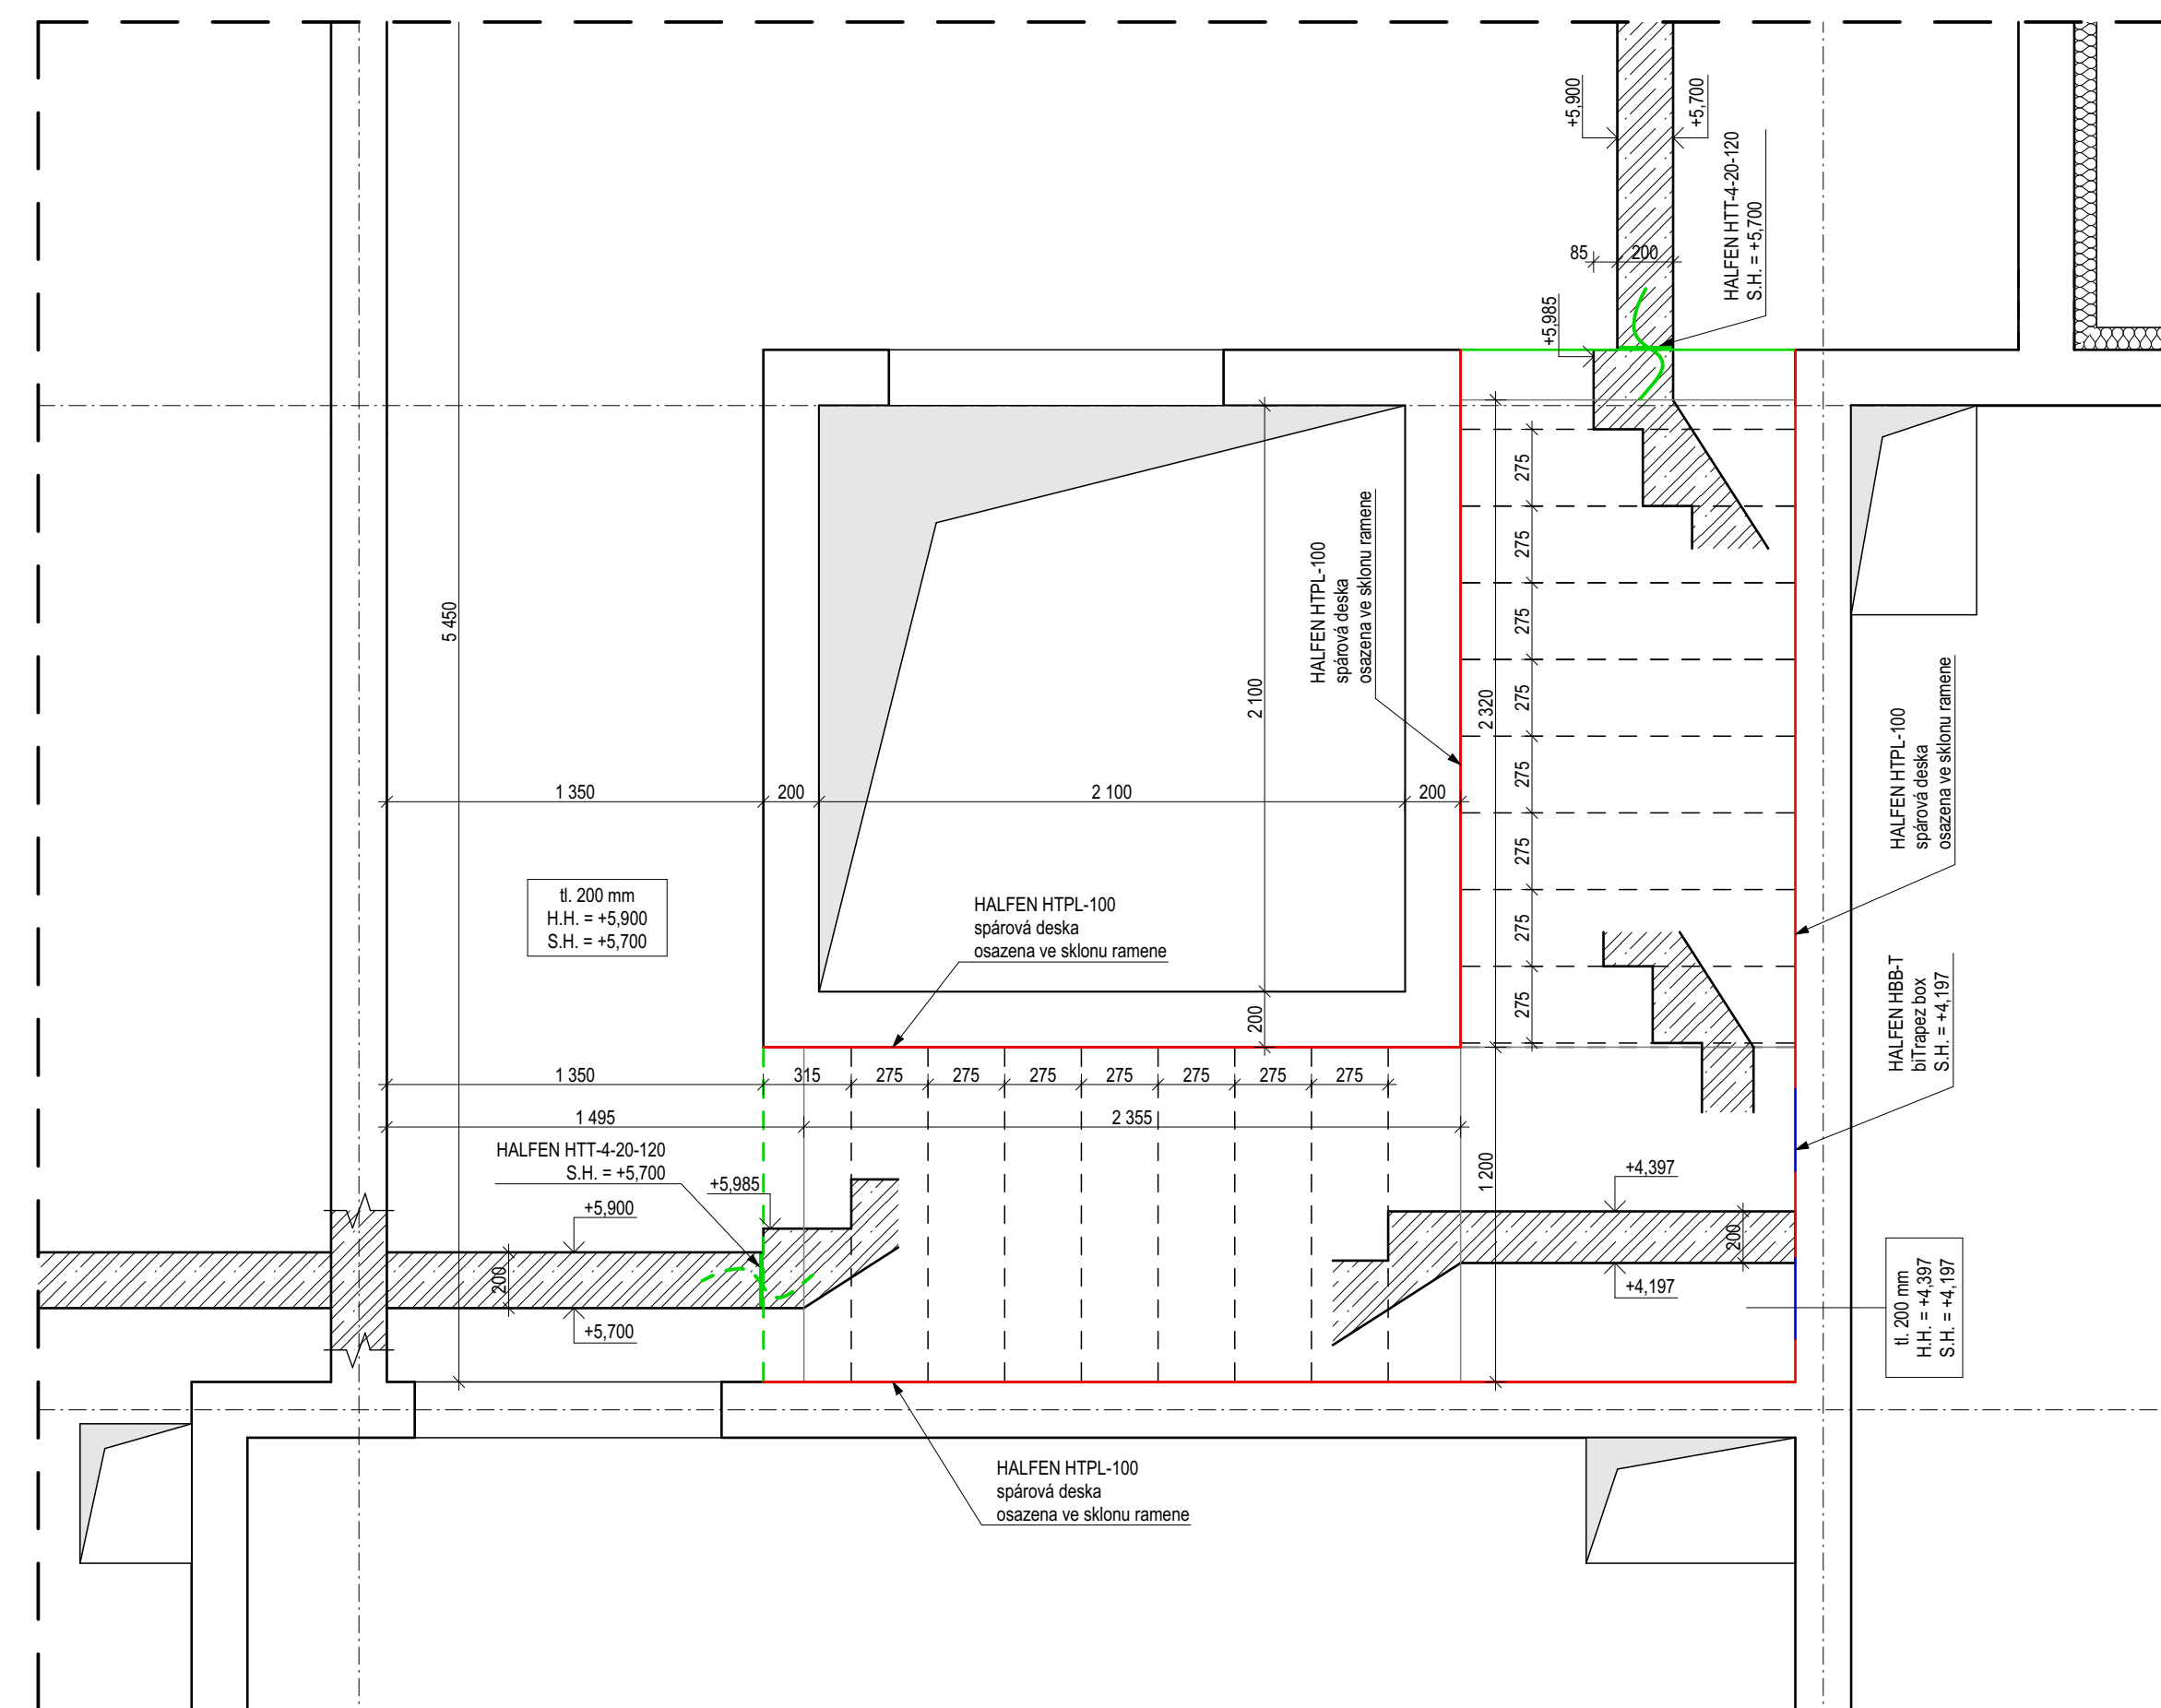 +5,900
+5,700
HALFEN HTT-4-20-120
S.H. = +5,700
85
200
+5,985
275
275
275
275
275
275
275
275
2 320
HALFEN HTPL-100
spárová deska
osazena ve sklonu ramene
5 450
2 100
1 350
200
2 100
200
HALFEN HTPL-100
spárová deska
osazena ve sklonu ramene
tl. 200 mm
H.H. = +5,900
S.H. = +5,700
HALFEN HTPL-100
spárová deska
osazena ve sklonu ramene
200
HALFEN HBB-T
biTrapez box
S.H. = +4,197
1 350
315
275
275
275
275
275
275
275
1 495
2 355
HALFEN HTT-4-20-120
S.H. = +5,700
+5,985
+5,900
200
+5,700
1 200
+4,397
200
+4,197
tl. 200 mm
H.H. = +4,397
S.H. = +4,197
HALFEN HTPL-100
spárová deska
osazena ve sklonu ramene